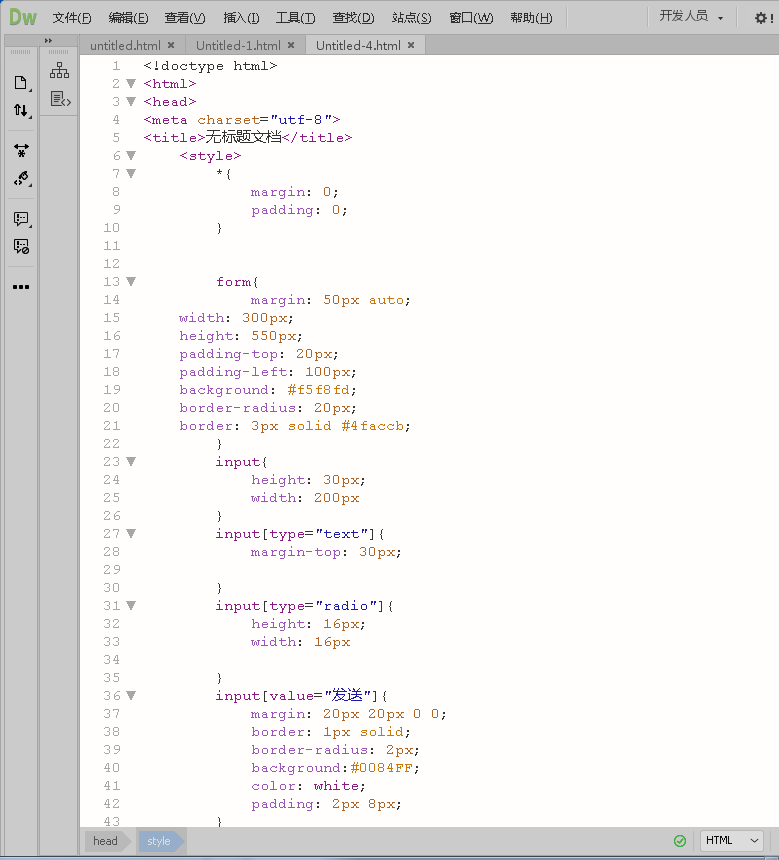 Dw 文件(F) 编辑(E) 查看(V) 插入(I) 工具(T) 查找(D) 站点(S) 窗口(W) 帮助(H) 开发人员
untitled.html × Untitled-1.html × Untitled-4.html ×
1 <!doctype html>
2 <html>
3 <head>
4 <meta charset="utf-8">
5 <title>无标题文档</title>
6 <style>
7 *{
8 margin: 0;
9 padding: 0;
10 }
11
12
13 form{
14 margin: 50px auto;
15 width: 300px;
16 height: 550px;
17 padding-top: 20px;
18 padding-left: 100px;
19 background: #f5f8fd;
20 border-radius: 20px;
21 border: 3px solid #4faccb;
22 }
23 input{
24 height: 30px;
25 width: 200px
26 }
27 input[type="text"]{
28 margin-top: 30px;
29
30 }
31 input[type="radio"]{
32 height: 16px;
33 width: 16px
34
35 }
36 input[value="发送"]{
37 margin: 20px 20px 0 0;
38 border: 1px solid;
39 border-radius: 2px;
40 background:#0084FF;
41 color: white;
42 padding: 2px 8px;
43 }
head style HTML